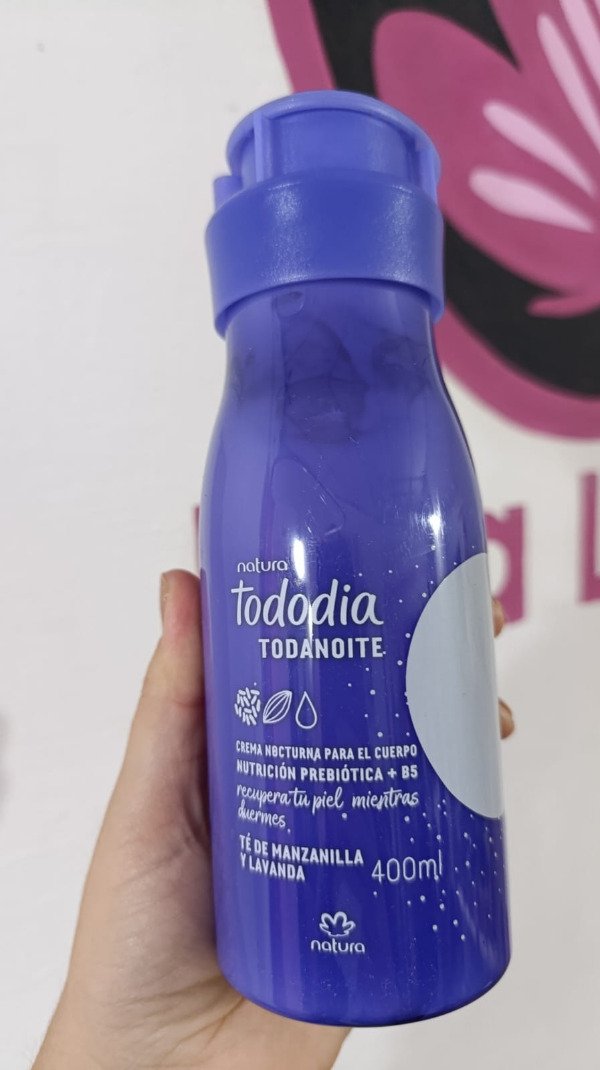 natura
tododia
TODANOITE
CREMA NOCTURNA PARA EL CUERPO
NUTRICIÓN PREBIÓTICA + B5
recupera tu piel mientras
duermes.
TÉ DE MANZANILLA
Y LAVANDA
400ml
natura